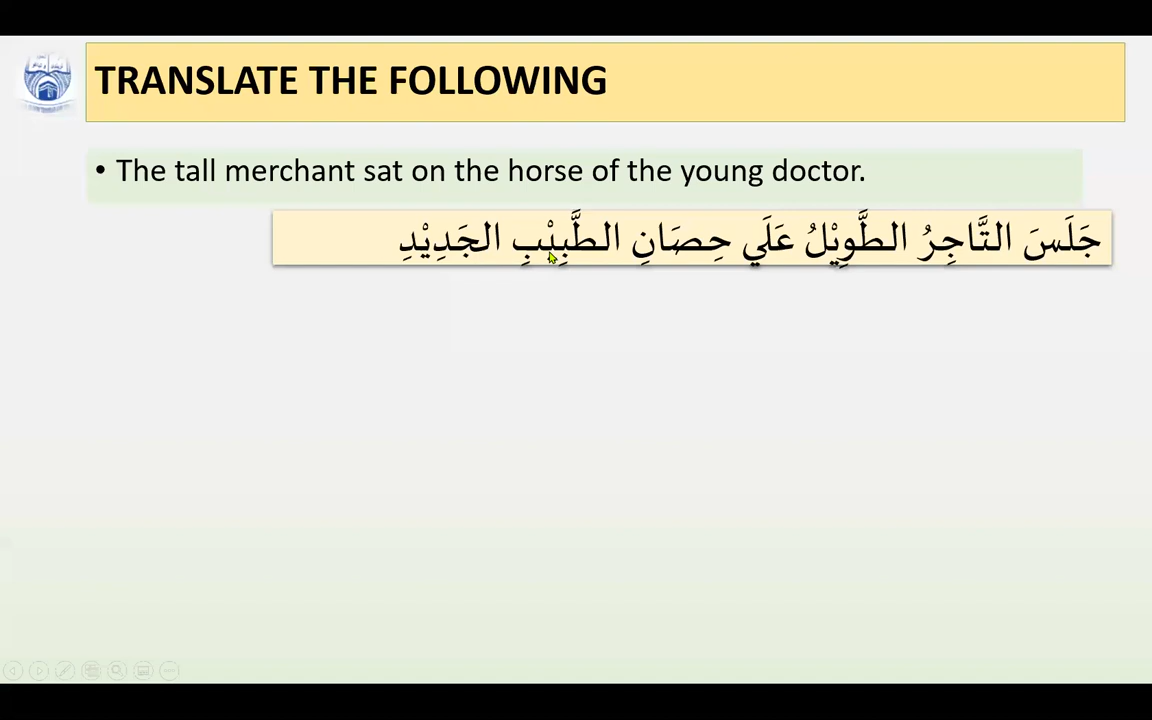 TRANSLATE THE FOLLOWING
• The tall merchant sat on the horse of the young doctor.
جَلَسَ التَّاجِرُ الطَّوِيْلُ عَلَي حِصَانِ الطَّبِيْبِ الجَدِيْدِ